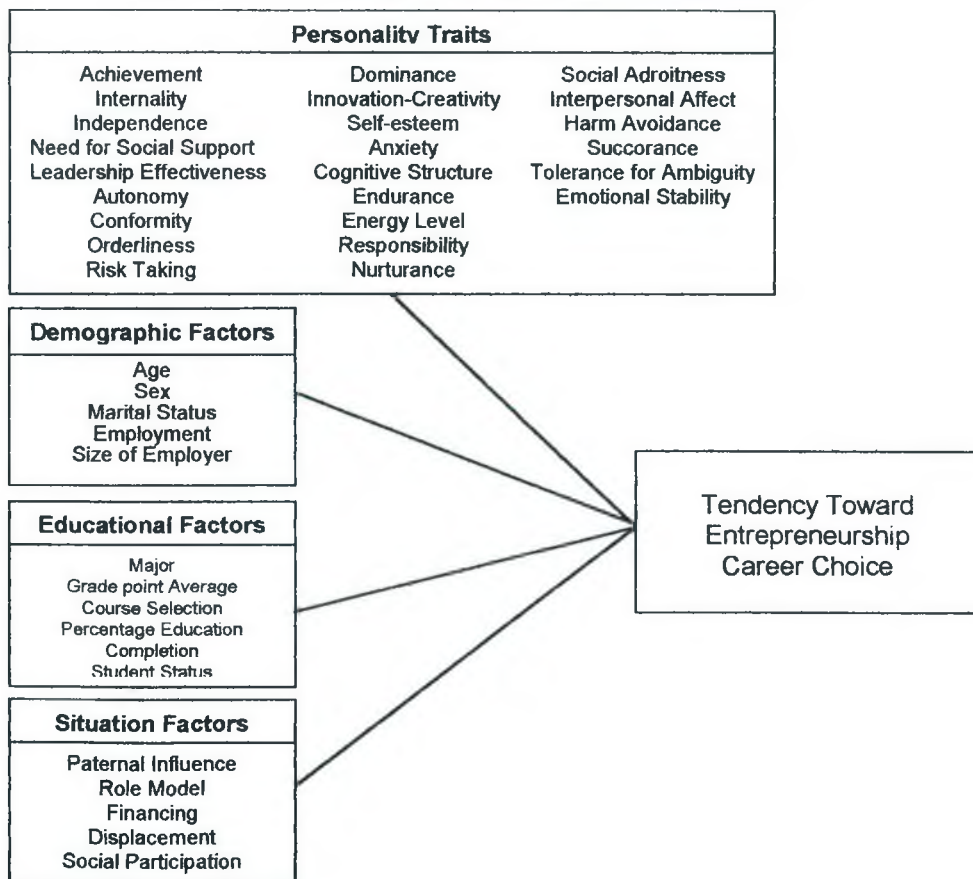 Personality Traits
Achievement
Internality
Independence
Need for Social Support
Leadership Effectiveness
Autonomy
Conformity
Orderliness
Risk Taking
Dominance
Innovation-Creativity
Self-esteem
Anxiety
Cognitive Structure
Endurance
Energy Level
Responsibility
Nurturance
Social Adroitness
Interpersonal Affect
Harm Avoidance
Succorance
Tolerance for Ambiguity
Emotional Stability
Demographic Factors
Age
Sex
Marital Status
Employment
Size of Employer
Educational Factors
Major
Grade point Average
Course Selection
Percentage Education
Completion
Student Status
Situation Factors
Paternal Influence
Role Model
Financing
Displacement
Social Participation
Tendency Toward
Entrepreneurship
Career Choice